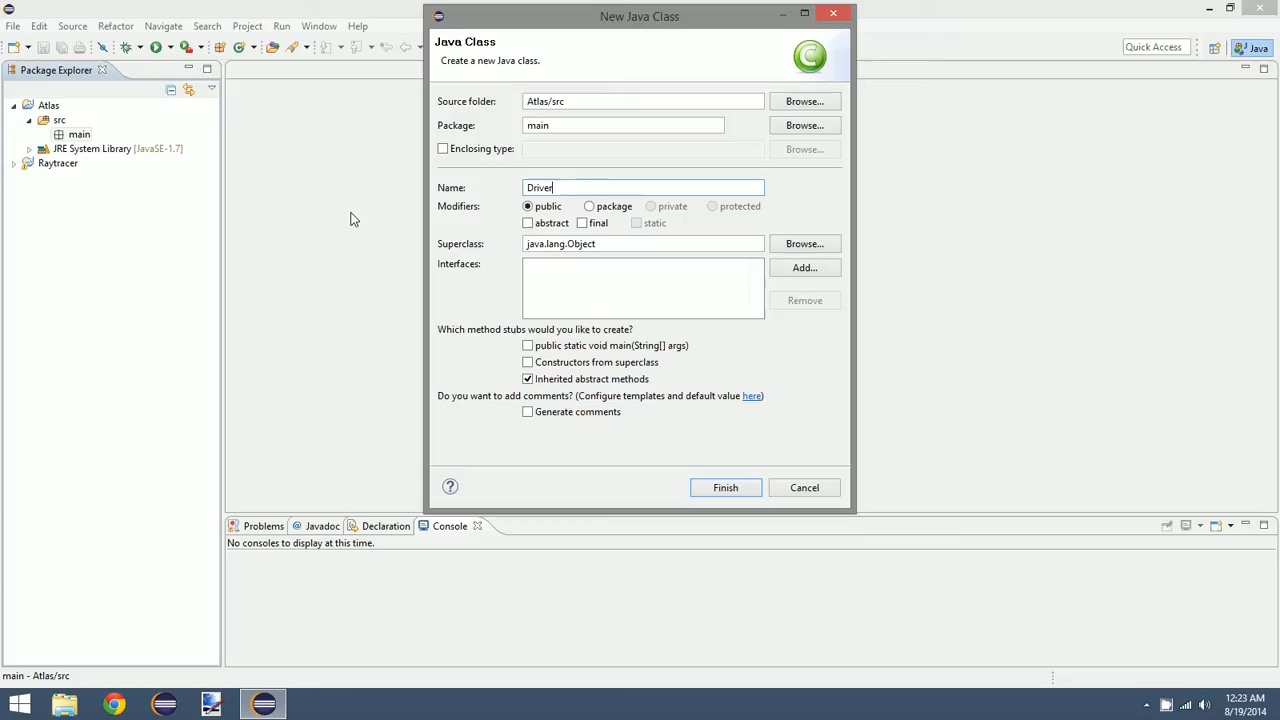 New Java Class
File Edit Source Refactor Navigate Search Project Run Window Help
Java Class
Create a new Java class.
Quick Access
Java
Package Explorer
Atlas
src
main
JRE System Library [JavaSE-1.7]
Raytracer
Source folder: Atlas/src Browse...
Package: main Browse...
Enclosing type: Browse...
Name: Driver
Modifiers: public package private protected
abstract final static
Superclass: java.lang.Object Browse...
Interfaces: Add...
Remove
Which method stubs would you like to create?
public static void main(String[] args)
Constructors from superclass
Inherited abstract methods
Do you want to add comments? (Configure templates and default value here)
Generate comments
Finish Cancel
Problems Javadoc Declaration Console
No consoles to display at this time.
main - Atlas/src
12:23 AM
8/19/2014